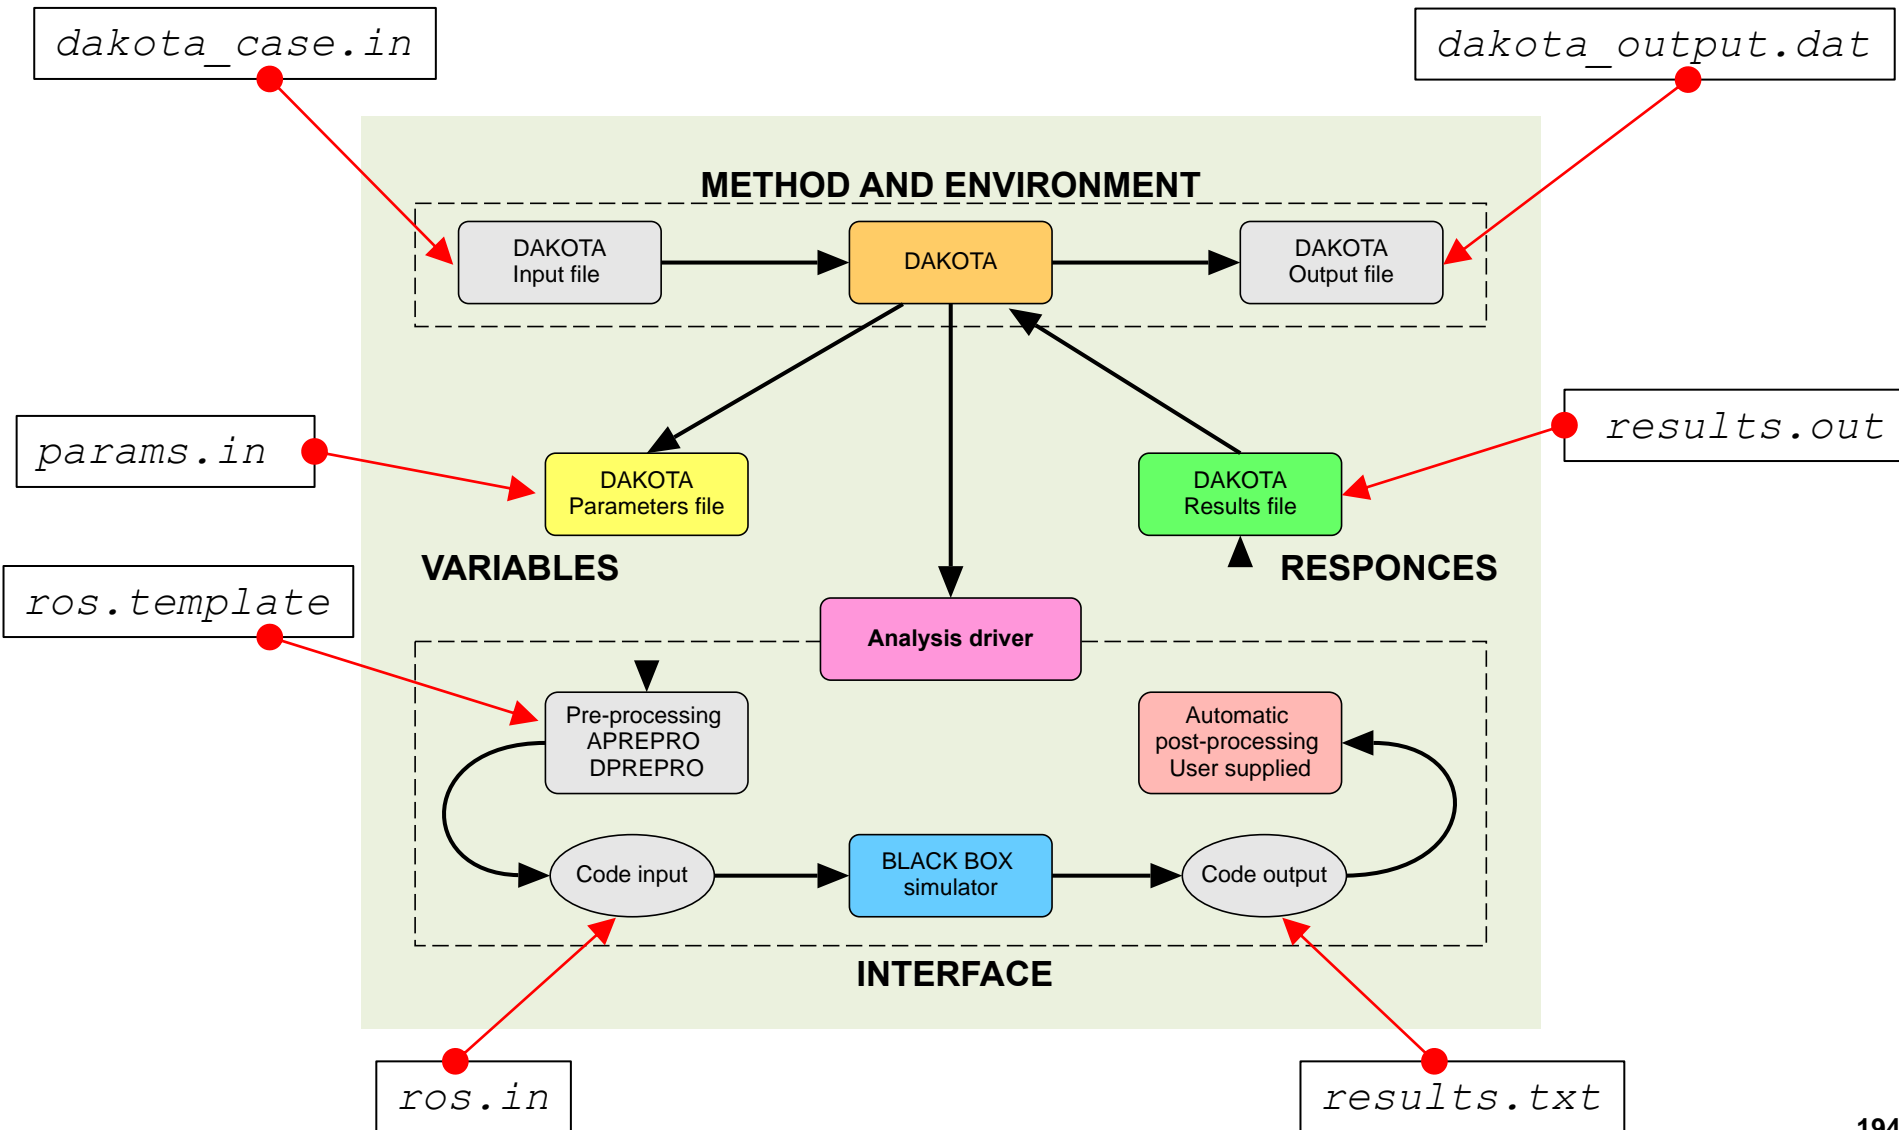 dakota_case.in
dakota_output.dat
METHOD AND ENVIRONMENT
DAKOTA
Input file
DAKOTA
DAKOTA
Output file
params.in
results.out
DAKOTA
Parameters file
DAKOTA
Results file
VARIABLES
RESPONCES
ros.template
Analysis driver
Pre-processing
APREPRO
DPREPRO
Automatic
post-processing
User supplied
Code input
BLACK BOX
simulator
Code output
INTERFACE
ros.in
results.txt
194